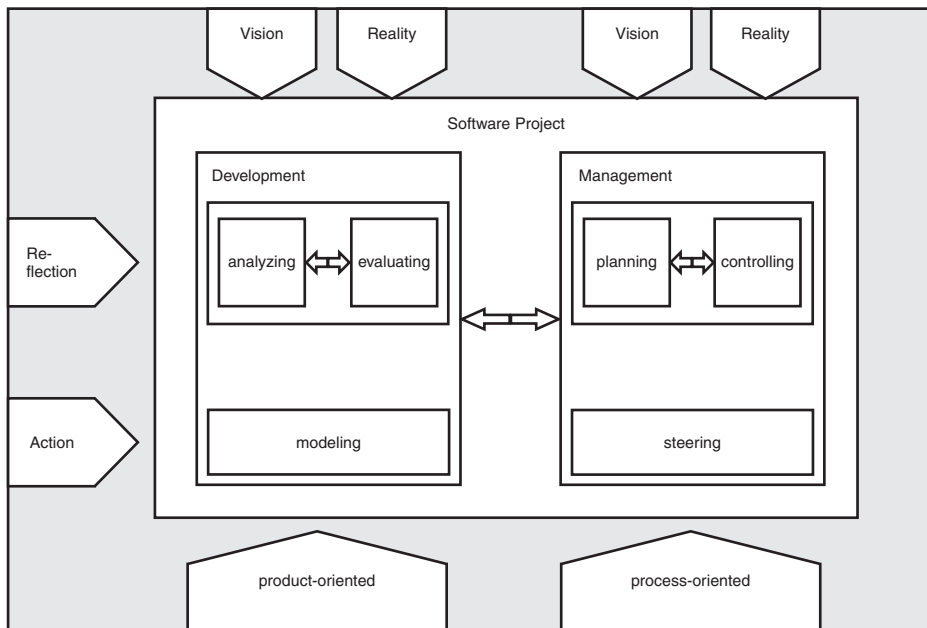 Vision
Reality
Vision
Reality
Software Project
Development
Management
Re-
flection
analyzing
evaluating
planning
controlling
Action
modeling
steering
product-oriented
process-oriented